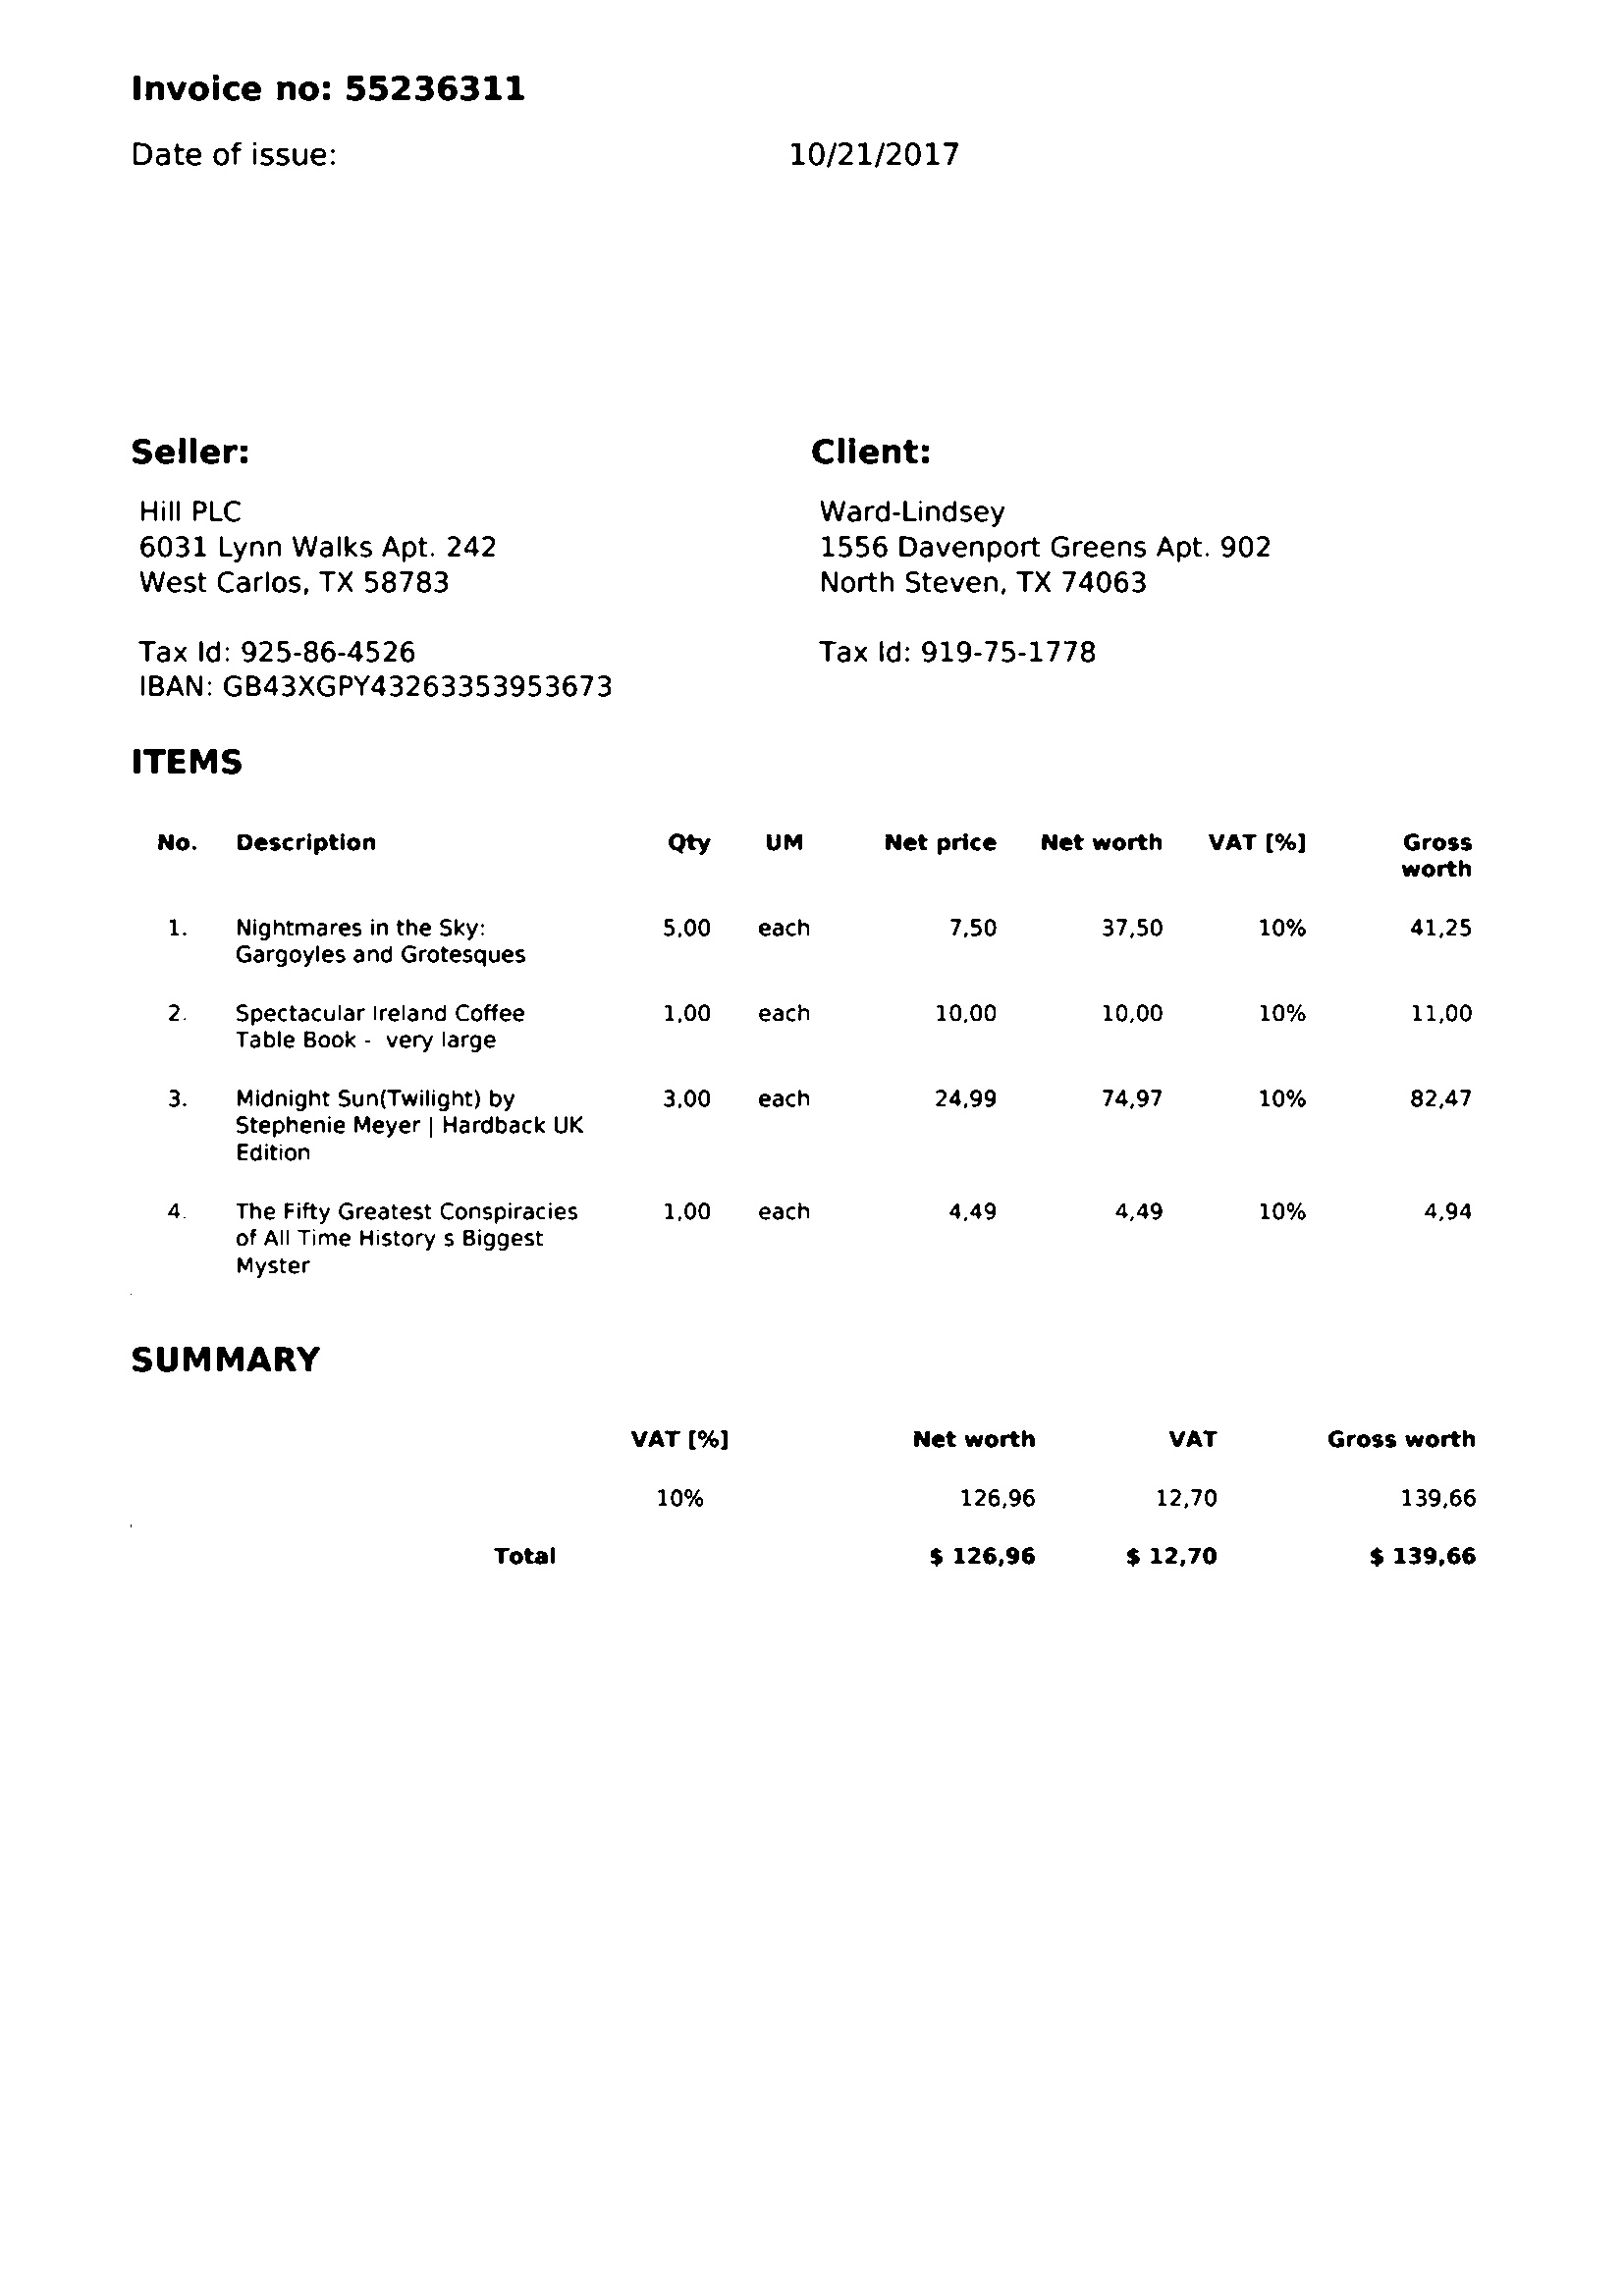 Invoice no: 55236311
Date of issue: 10/21/2017
Seller: Client:
Hill PLC Ward-Lindsey
6031 Lynn Walks Apt. 242 1556 Davenport Greens Apt. 902
West Carlos, TX 58783 North Steven, TX 74063
Tax Id: 925-86-4526 Tax Id: 919-75-1778
IBAN: GB43XGPY43263353953673
ITEMS
No. Description Qty UM Net price Net worth VAT [%] Gross
worth
1. Nightmares in the Sky: 5,00 each 7,50 37,50 10% 41,25
Gargoyles and Grotesques
2. Spectacular Ireland Coffee 1,00 each 10,00 10,00 10% 11,00
Table Book - very large
3. Midnight Sun(Twilight) by 3,00 each 24,99 74,97 10% 82,47
Stephenie Meyer | Hardback UK
Edition
4. The Fifty Greatest Conspiracies 1,00 each 4,49 4,49 10% 4,94
of All Time History s Biggest
Myster
SUMMARY
VAT [%] Net worth VAT Gross worth
10% 126,96 12,70 139,66
Total $ 126,96 $ 12,70 $ 139,66